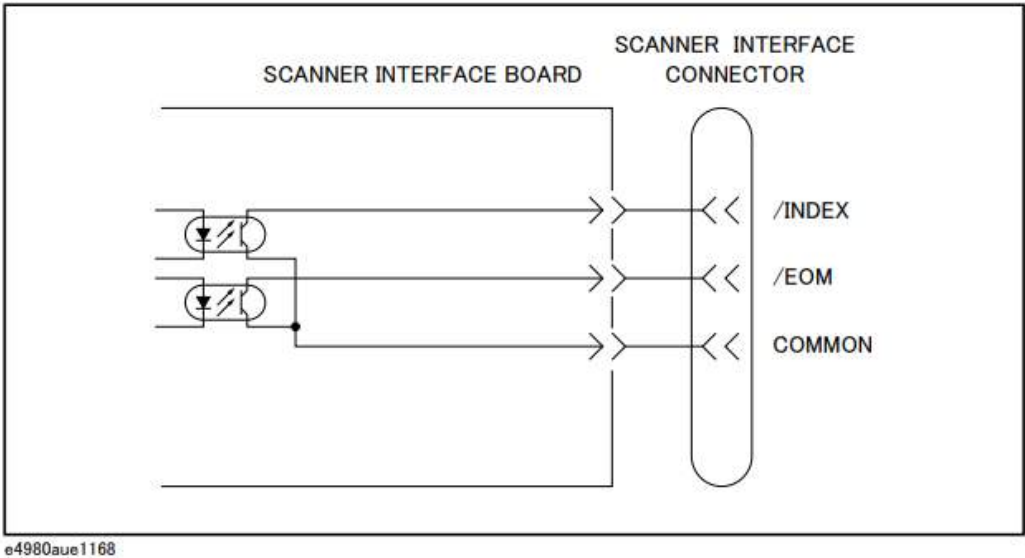 SCANNER INTERFACE BOARD
SCANNER INTERFACE
CONNECTOR
/INDEX
/EOM
COMMON
e4980aue1168